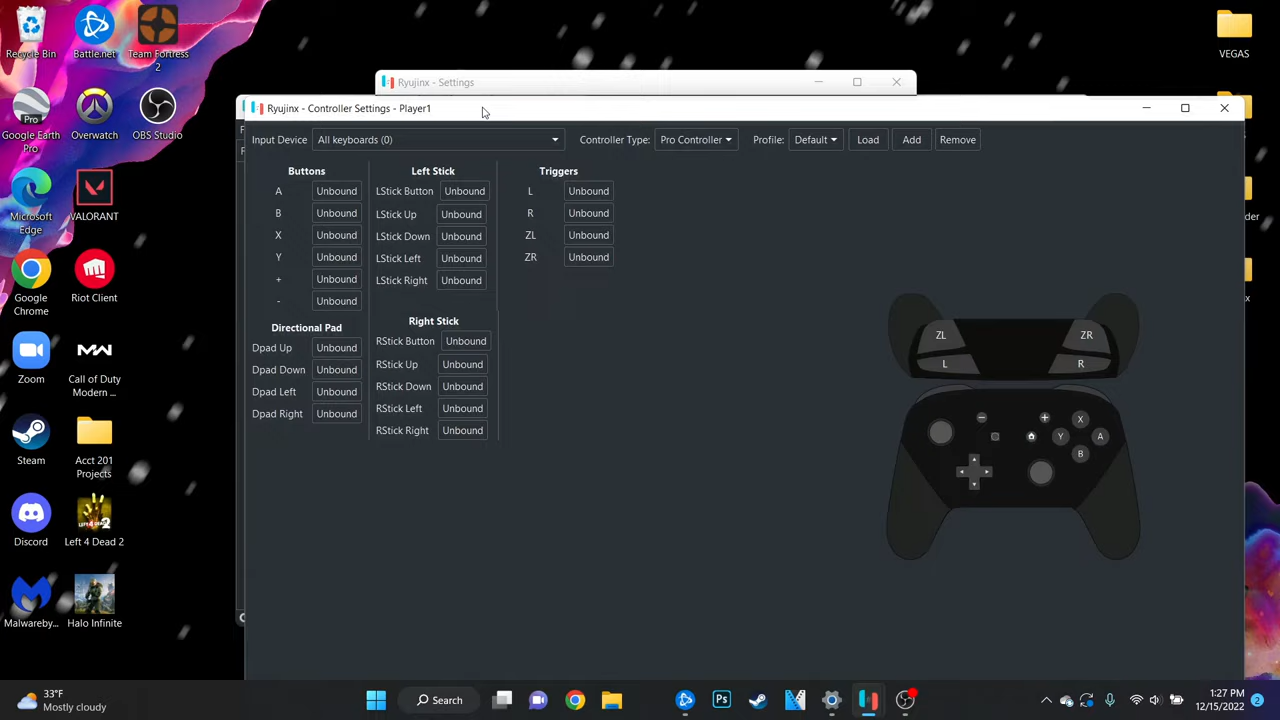 Recycle Bin
Battle.net
Team Fortress
2
Google Earth
Pro
Overwatch
OBS Studio
Microsoft
Edge
VALORANT
Google
Chrome
Riot Client
Zoom
Call of Duty
Modern ...
Steam
Acct 201
Projects
Discord
Left 4 Dead 2
Malwareby...
Halo Infinite
VEGAS
Ryujinx - Settings
Ryujinx - Controller Settings - Player1
Input Device All keyboards (0) Controller Type: Pro Controller Profile: Default Load Add Remove
Buttons
A Unbound
B Unbound
X Unbound
Y Unbound
+ Unbound
- Unbound
Directional Pad
Dpad Up Unbound
Dpad Down Unbound
Dpad Left Unbound
Dpad Right Unbound
Left Stick
LStick Button Unbound
LStick Up Unbound
LStick Down Unbound
LStick Left Unbound
LStick Right Unbound
Right Stick
RStick Button Unbound
RStick Up Unbound
RStick Down Unbound
RStick Left Unbound
RStick Right Unbound
Triggers
L Unbound
R Unbound
ZL Unbound
ZR Unbound
ZL ZR
L R
X
Y A
B
33°F
Mostly cloudy
Search
Ps
1:27 PM
12/15/2022
2